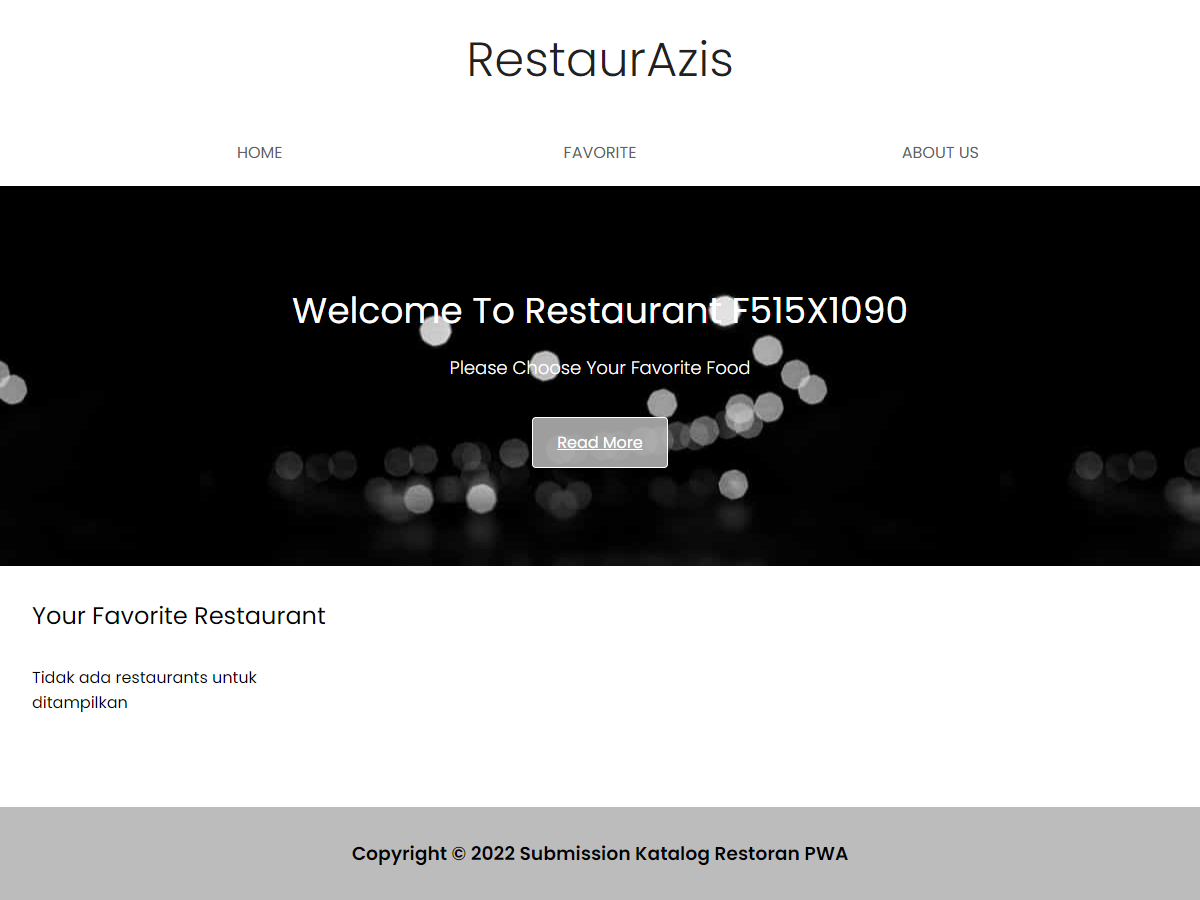 RestaurAzis
HOME
FAVORITE
ABOUT US
Welcome To Restaurant F515X1090
Please Choose Your Favorite Food
Read More
Your Favorite Restaurant
Tidak ada restaurants untuk
ditampilkan
Copyright © 2022 Submission Katalog Restoran PWA